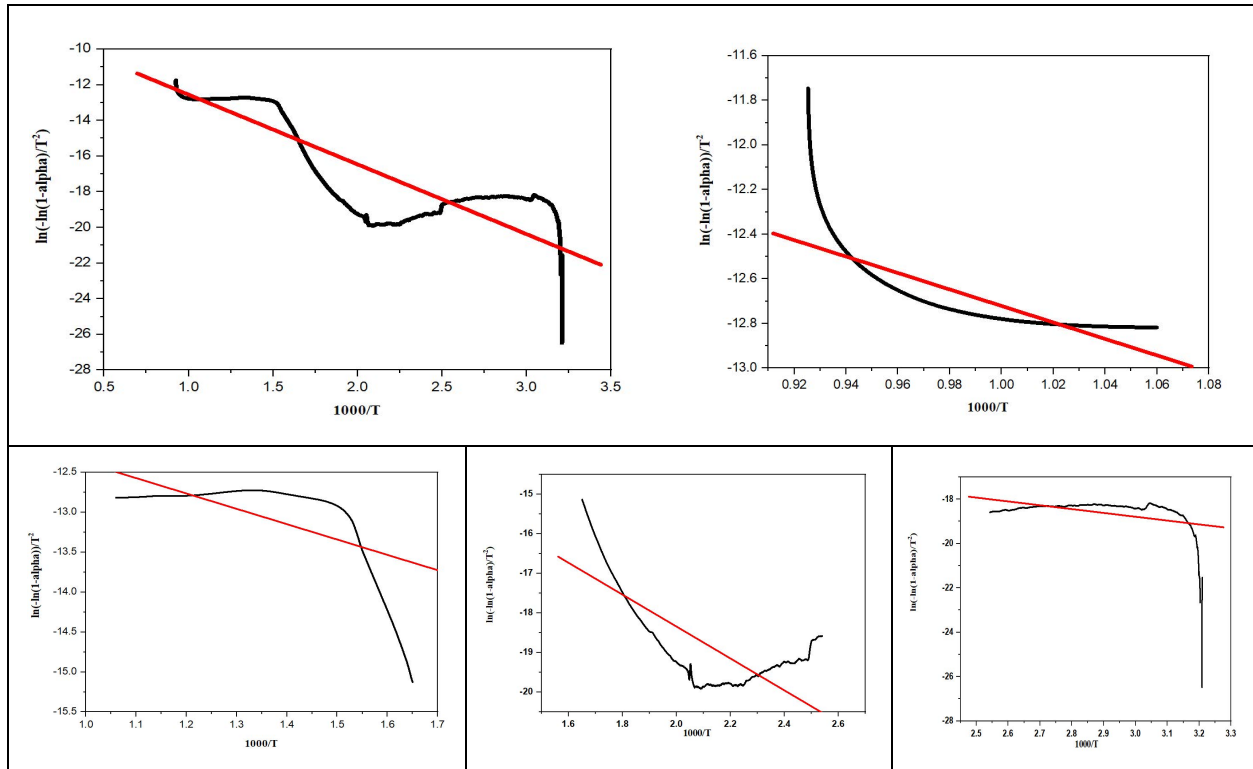 ln(-ln(1-alpha)/T²)
-10
-12
-14
-16
-18
-20
-22
-24
-26
-28
0.5 1.0 1.5 2.0 2.5 3.0 3.5
1000/T
ln(-ln(1-alpha))/T²
-11.6
-11.8
-12.0
-12.2
-12.4
-12.6
-12.8
-13.0
0.92 0.94 0.96 0.98 1.00 1.02 1.04 1.06 1.08
1000/T
ln(-ln(1-alpha))/T²
-12.5
-13.0
-13.5
-14.0
-14.5
-15.0
-15.5
1.0 1.1 1.2 1.3 1.4 1.5 1.6 1.7
1000/T
ln(-ln(1-alpha)/T²)
-15
-16
-17
-18
-19
-20
1.6 1.8 2.0 2.2 2.4 2.6
1000/T
ln(-ln(1-alpha)/T²)
-18
-20
-22
-24
-26
-28
2.5 2.6 2.7 2.8 2.9 3.0 3.1 3.2 3.3
1000/T